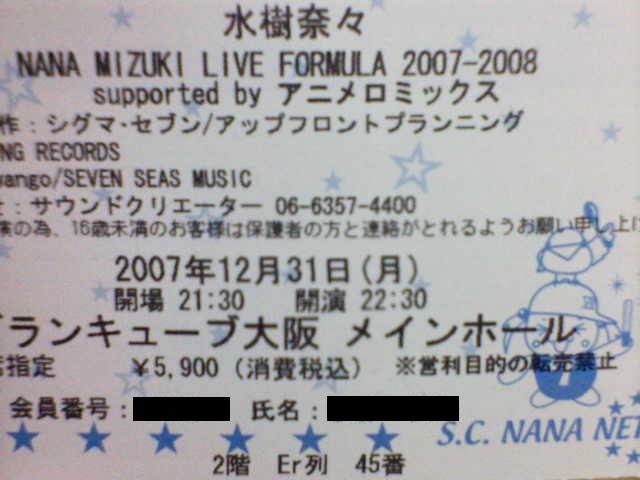 水樹奈々
NANA MIZUKI LIVE FORMULA 2007-2008
supported by アニメロミックス
作：シグマ・セブン/アップフロントプランニング
NG RECORDS
wango/SEVEN SEAS MUSIC
せ：サウンドクリエーター 06-6357-4400
演の為、16歳未満のお客様は保護者の方と連絡がとれるようお願い申し上げ
2007年12月31日(月)
開場 21:30 開演 22:30
グランキューブ大阪 メインホール
席指定 ¥5,900 (消費税込) ※営利目的の転売禁止
会員番号： 氏名：
S.C. NANA NET
2階 Er列 45番
7